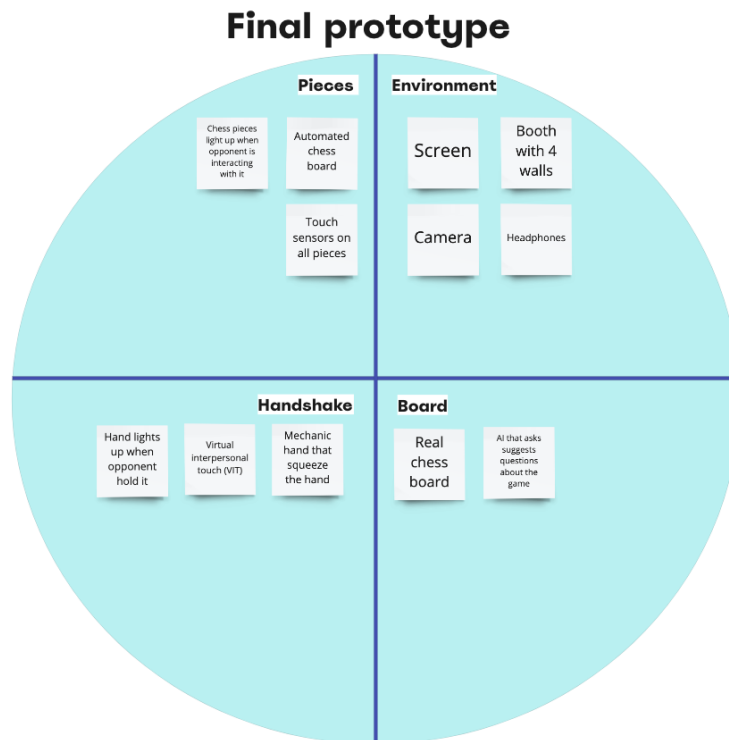 Final prototype
Pieces
Chess pieces
light up when
opponent is
interacting
with it
Automated
chess
board
Touch
sensors on
all pieces
Environment
Screen
Booth
with 4
walls
Camera
Headphones
Handshake
Hand lights
up when
opponent
hold it
Virtual
interpersonal
touch (VIT)
Mechanic
hand that
squeeze
the hand
Board
Real
chess
board
AI that asks
suggests
questions
about the
game